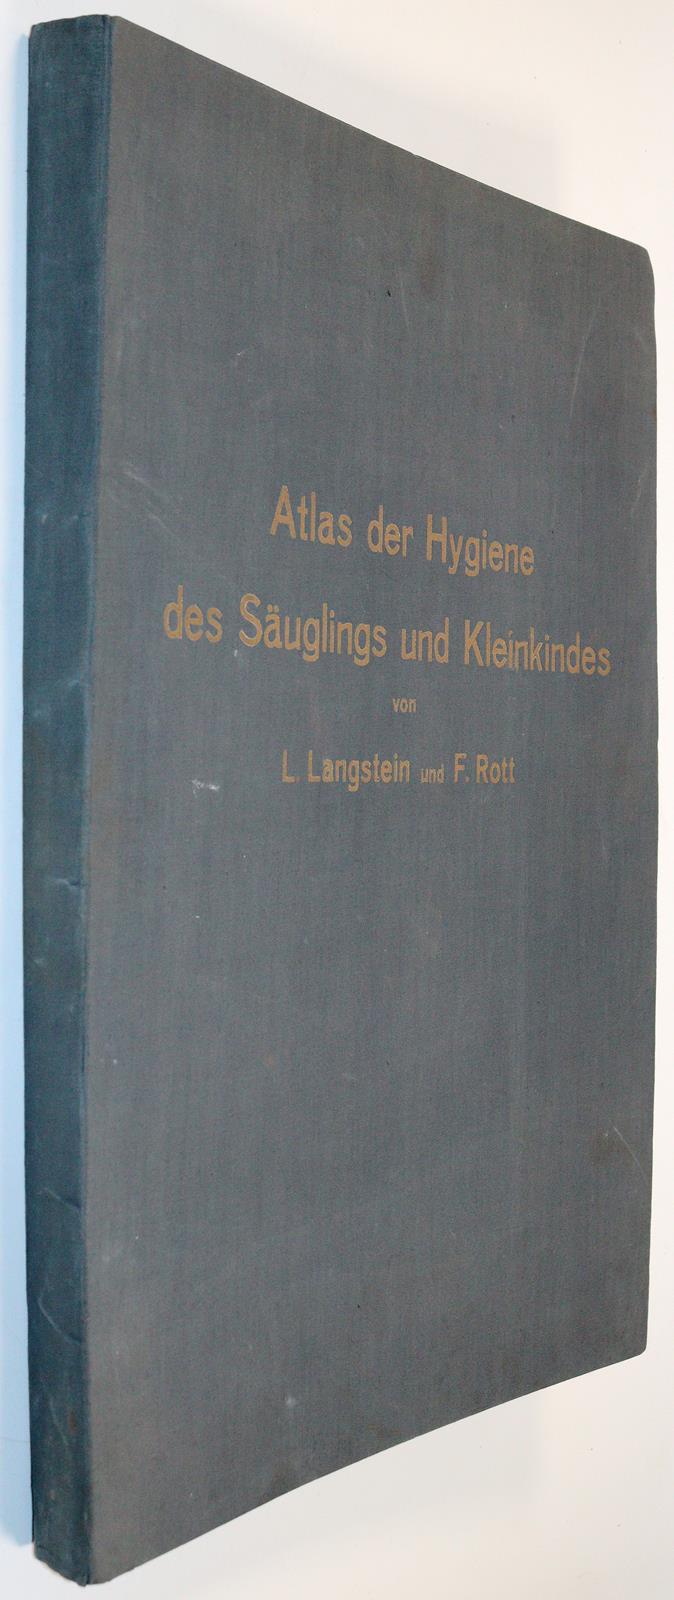 Atlas der Hygiene
des Säuglings und Kleinkindes
von
L. Langstein und F. Rott